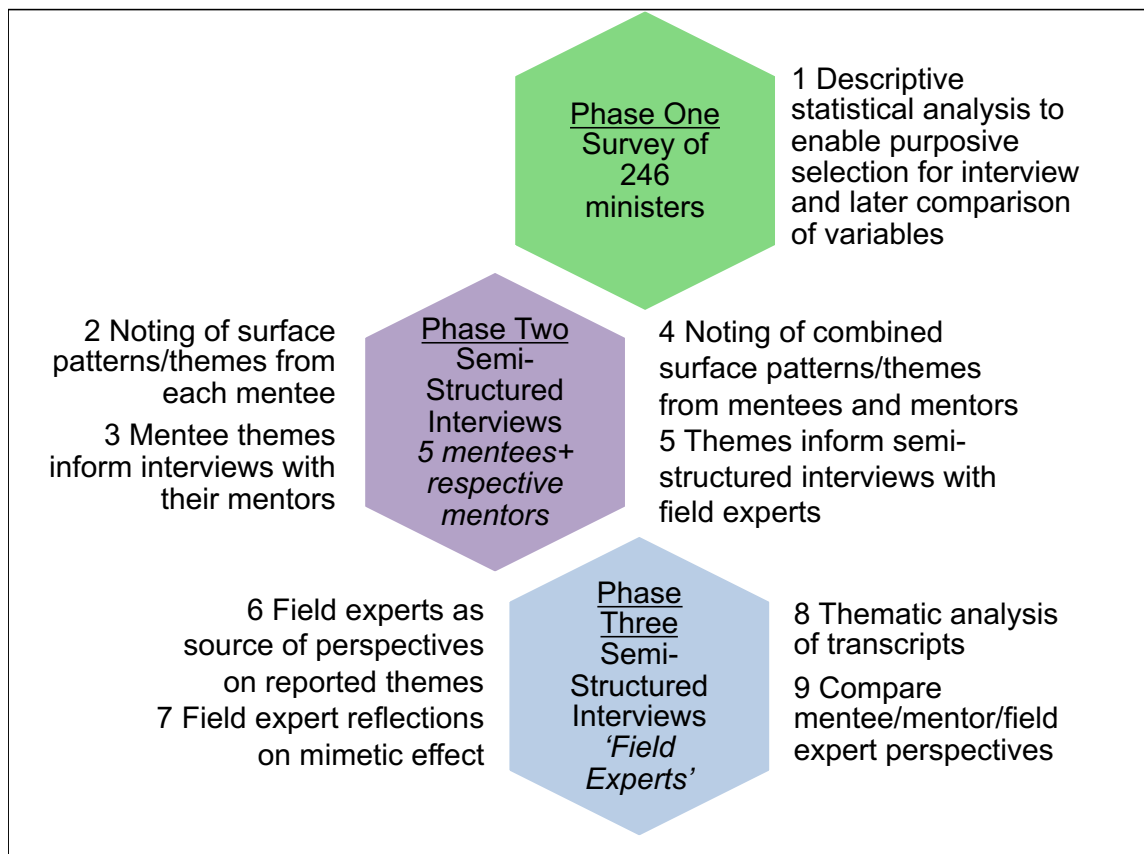 Phase One
Survey of
246
ministers
1 Descriptive
statistical analysis to
enable purposive
selection for interview
and later comparison
of variables
2 Noting of surface
patterns/themes from
each mentee
3 Mentee themes
inform interviews with
their mentors
Phase Two
Semi-
Structured
Interviews
5 mentees+
respective
mentors
4 Noting of combined
surface patterns/themes
from mentees and mentors
5 Themes inform semi-
structured interviews with
field experts
6 Field experts as
source of perspectives
on reported themes
7 Field expert reflections
on mimetic effect
Phase
Three
Semi-
Structured
Interviews
‘Field
Experts’
8 Thematic analysis
of transcripts
9 Compare
mentee/mentor/field
expert perspectives